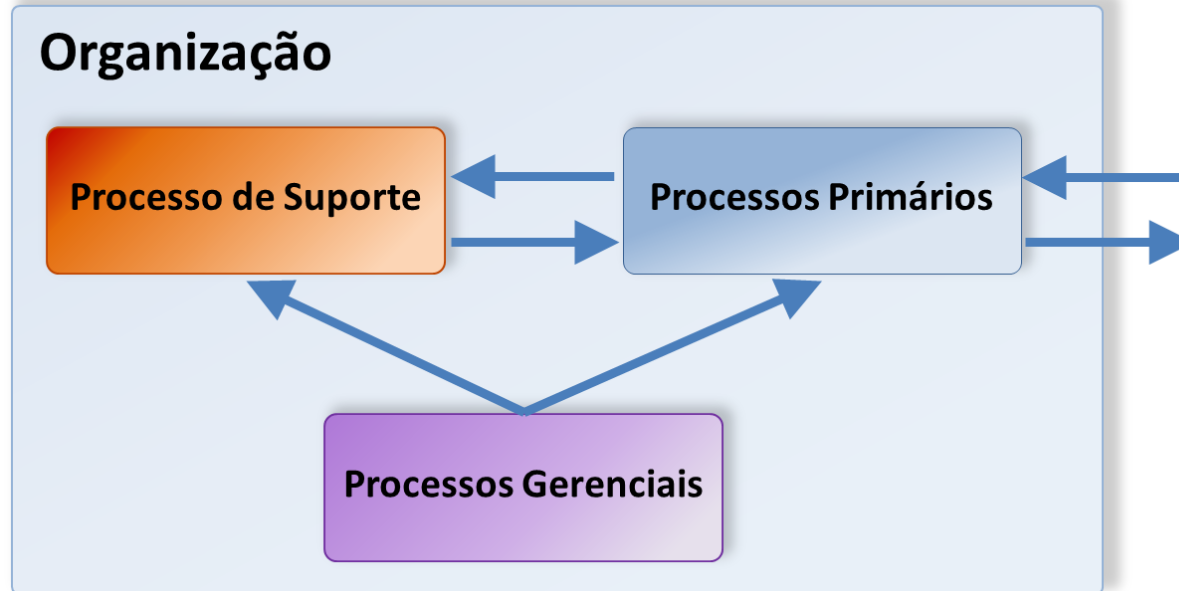 Organização
Processo de Suporte
Processos Primários
Processos Gerenciais